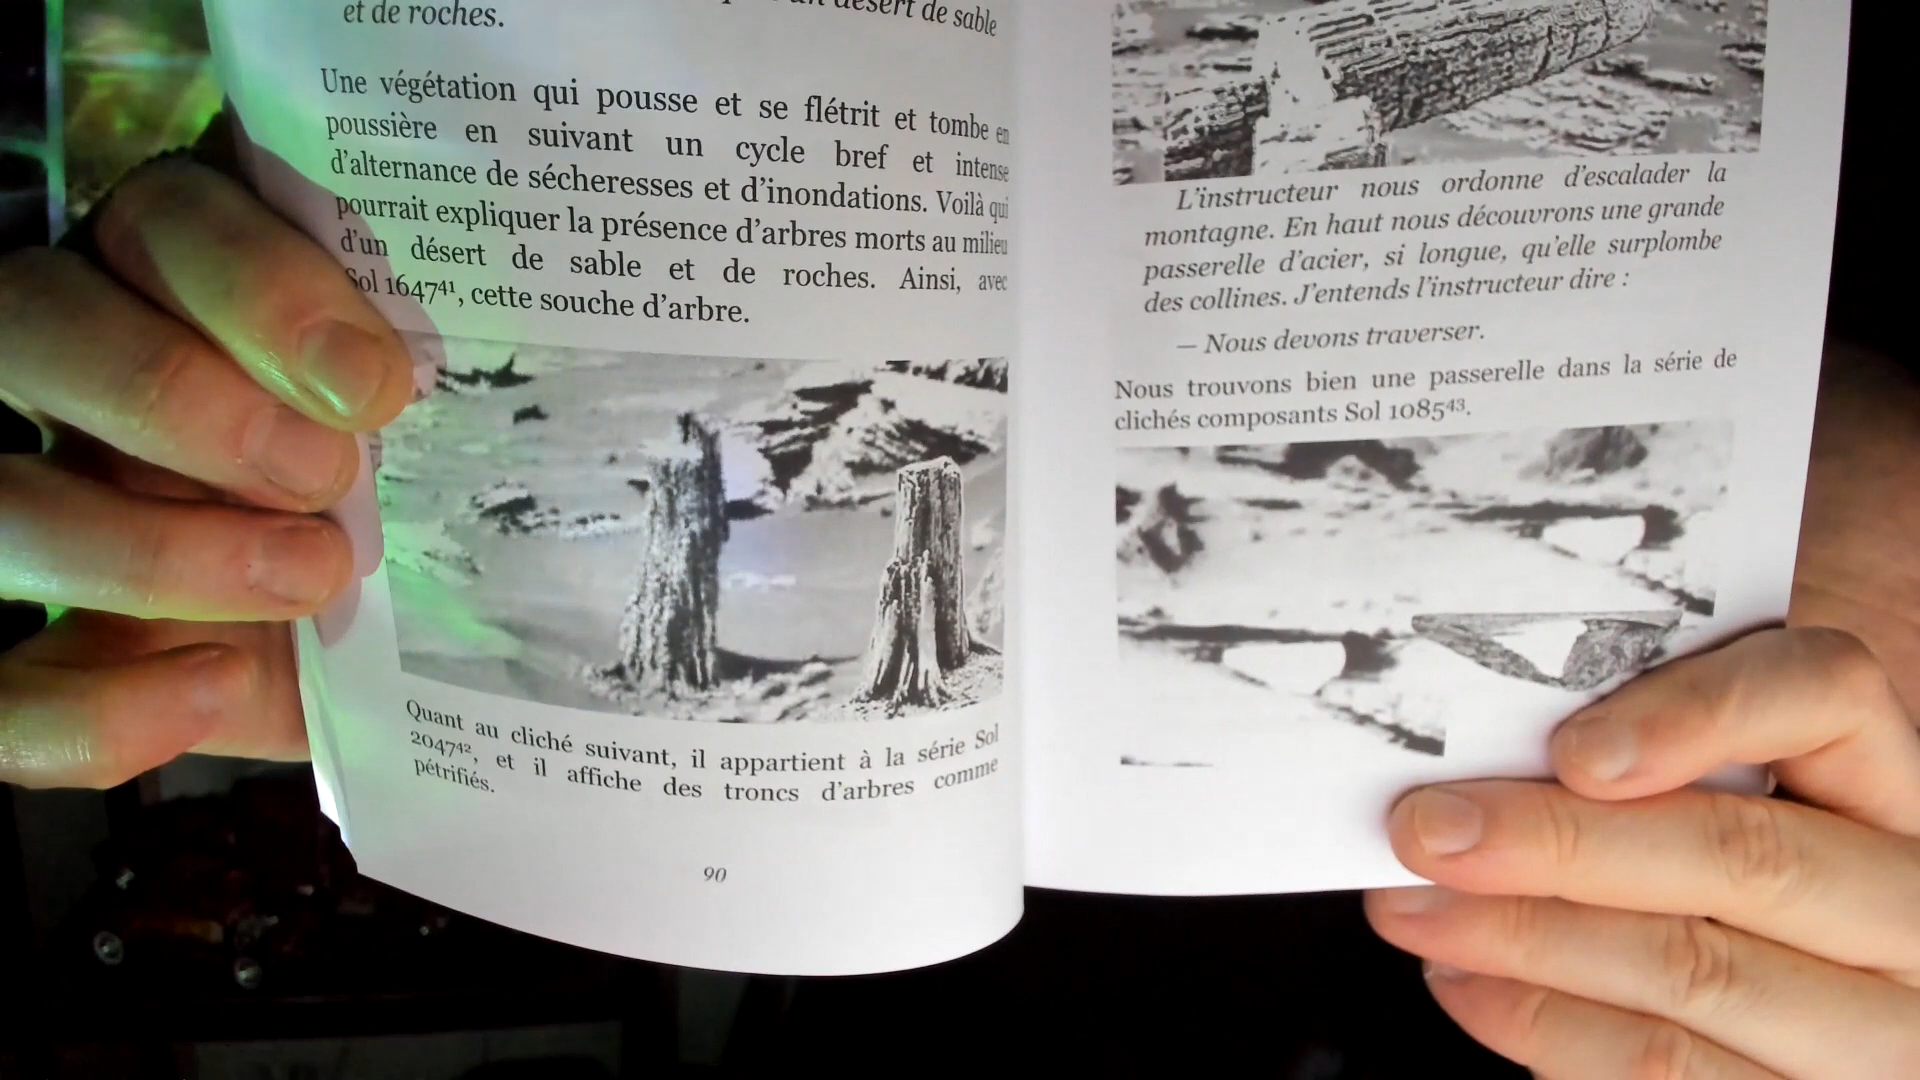 désert de sable
et de roches.
Une végétation qui pousse et se flétrit et tombe en
poussière en suivant un cycle bref et intense
d'alternance de sécheresses et d'inondations. Voilà qui
pourrait expliquer la présence d'arbres morts au milieu
d'un désert de sable et de roches. Ainsi, avec
Sol 1647⁴¹, cette souche d'arbre.
Quant au cliché suivant, il appartient à la série Sol
2047⁴², et il affiche des troncs d'arbres comme
pétrifiés.
90
L'instructeur nous ordonne d'escalader la
montagne. En haut nous découvrons une grande
passerelle d'acier, si longue, qu'elle surplombe
des collines. J'entends l'instructeur dire :
— Nous devons traverser.
Nous trouvons bien une passerelle dans la série de
clichés composants Sol 1085⁴³.